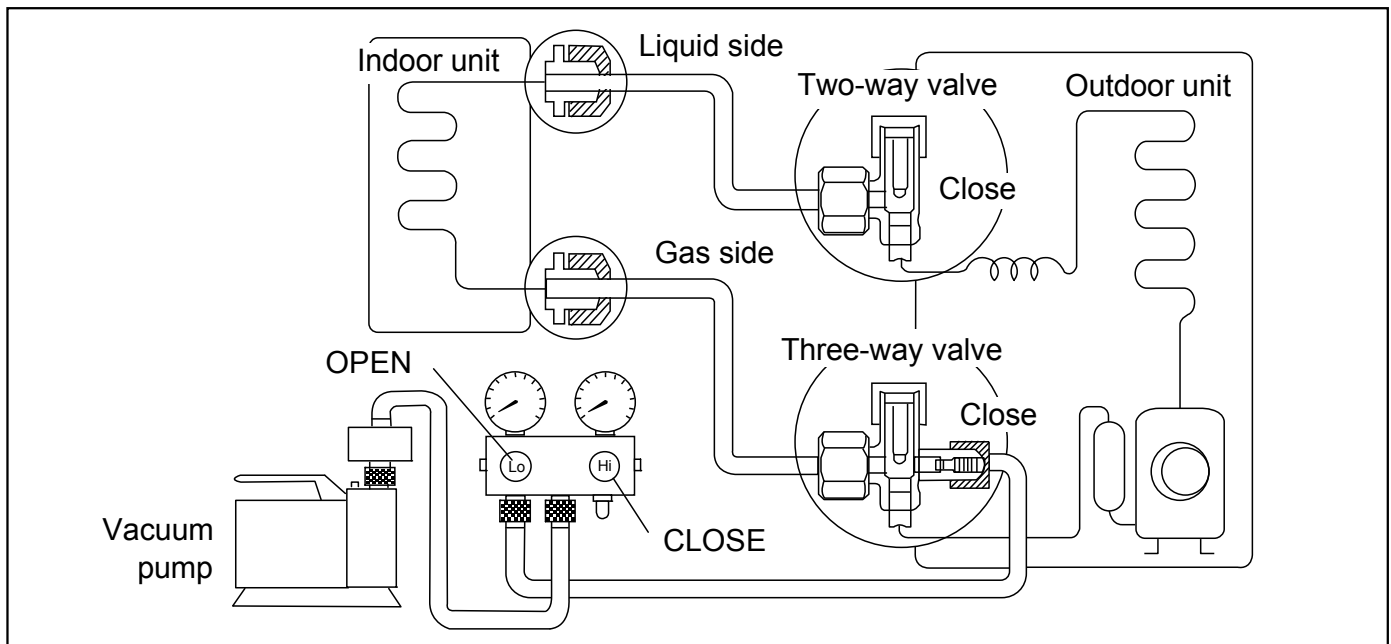 Liquid side
Indoor unit
Two-way valve
Outdoor unit
Close
Gas side
Three-way valve
OPEN
Close
Lo
Hi
CLOSE
Vacuum
pump